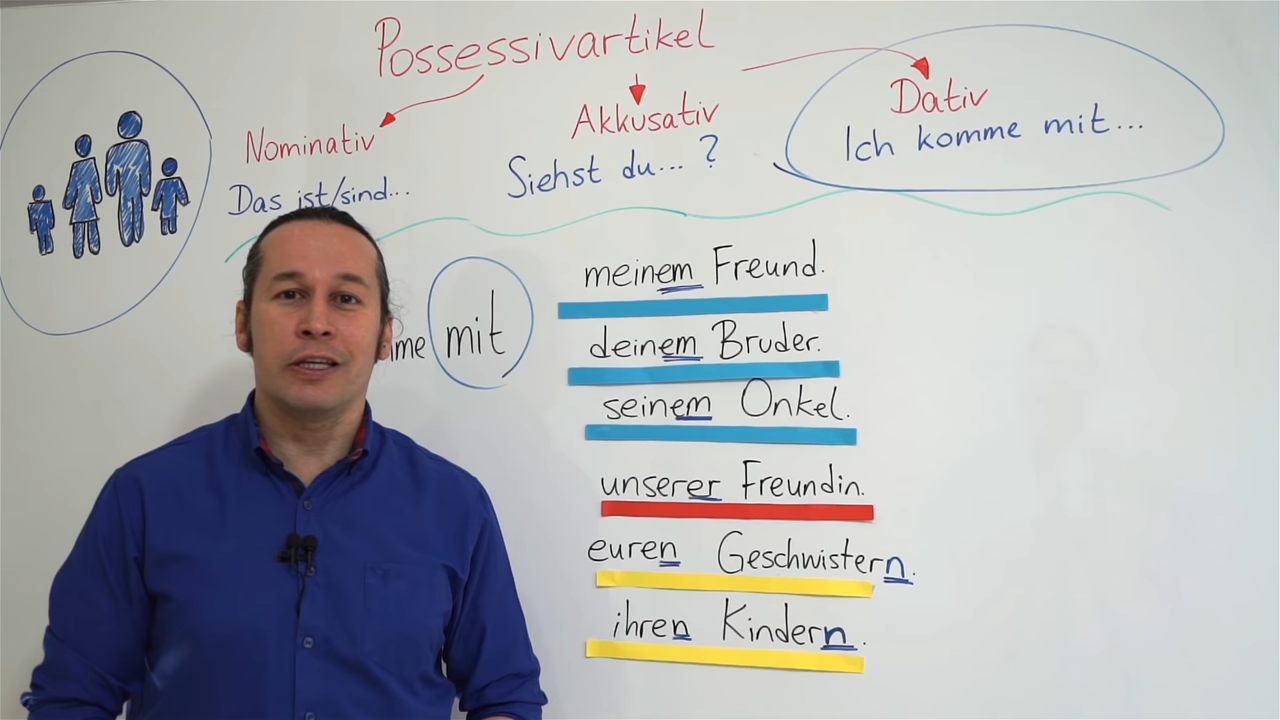 Possessivartikel
Nominativ
Akkusativ
Dativ
Das ist/sind...
Siehst du... ?
Ich komme mit...
mit
meinem Freund.
deinem Bruder.
seinem Onkel.
unserer Freundin.
euren Geschwistern.
ihren Kindern.